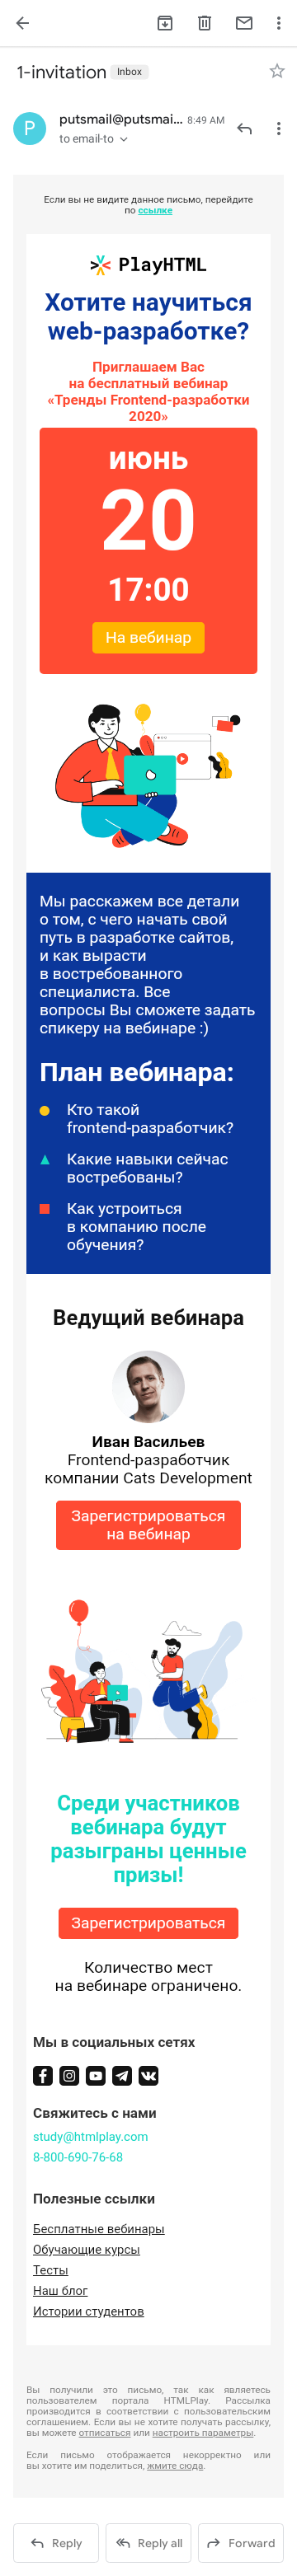 1-invitation Inbox
P
putsmail@putsmai... 8:49 AM
to email-to
Если вы не видите данное письмо, перейдите
по ссылке
PlayHTML
Хотите научиться
web-разработке?
Приглашаем Вас
на бесплатный вебинар
«Тренды Frontend-разработки
2020»
июнь
20
17:00
На вебинар
Мы расскажем все детали
о том, с чего начать свой
путь в разработке сайтов,
и как вырасти
в востребованного
специалиста. Все
вопросы Вы сможете задать
спикеру на вебинаре :)
План вебинара:
Кто такой
frontend-разработчик?
Какие навыки сейчас
востребованы?
Как устроиться
в компанию после
обучения?
Ведущий вебинара
Иван Васильев
Frontend-разработчик
компании Cats Development
Зарегистрироваться
на вебинар
Среди участников
вебинара будут
разыграны ценные
призы!
Зарегистрироваться
Количество мест
на вебинаре ограничено.
Мы в социальных сетях
Свяжитесь с нами
study@htmlplay.com
8-800-690-76-68
Полезные ссылки
Бесплатные вебинары
Обучающие курсы
Тесты
Наш блог
Истории студентов
Вы получили это письмо, так как являетесь
пользователем портала HTMLPlay. Рассылка
производится в соответствии с пользовательским
соглашением. Если вы не хотите получать рассылку,
вы можете отписаться или настроить параметры.
Если письмо отображается некорректно или
вы хотите им поделиться, жмите сюда.
Reply
Reply all
Forward